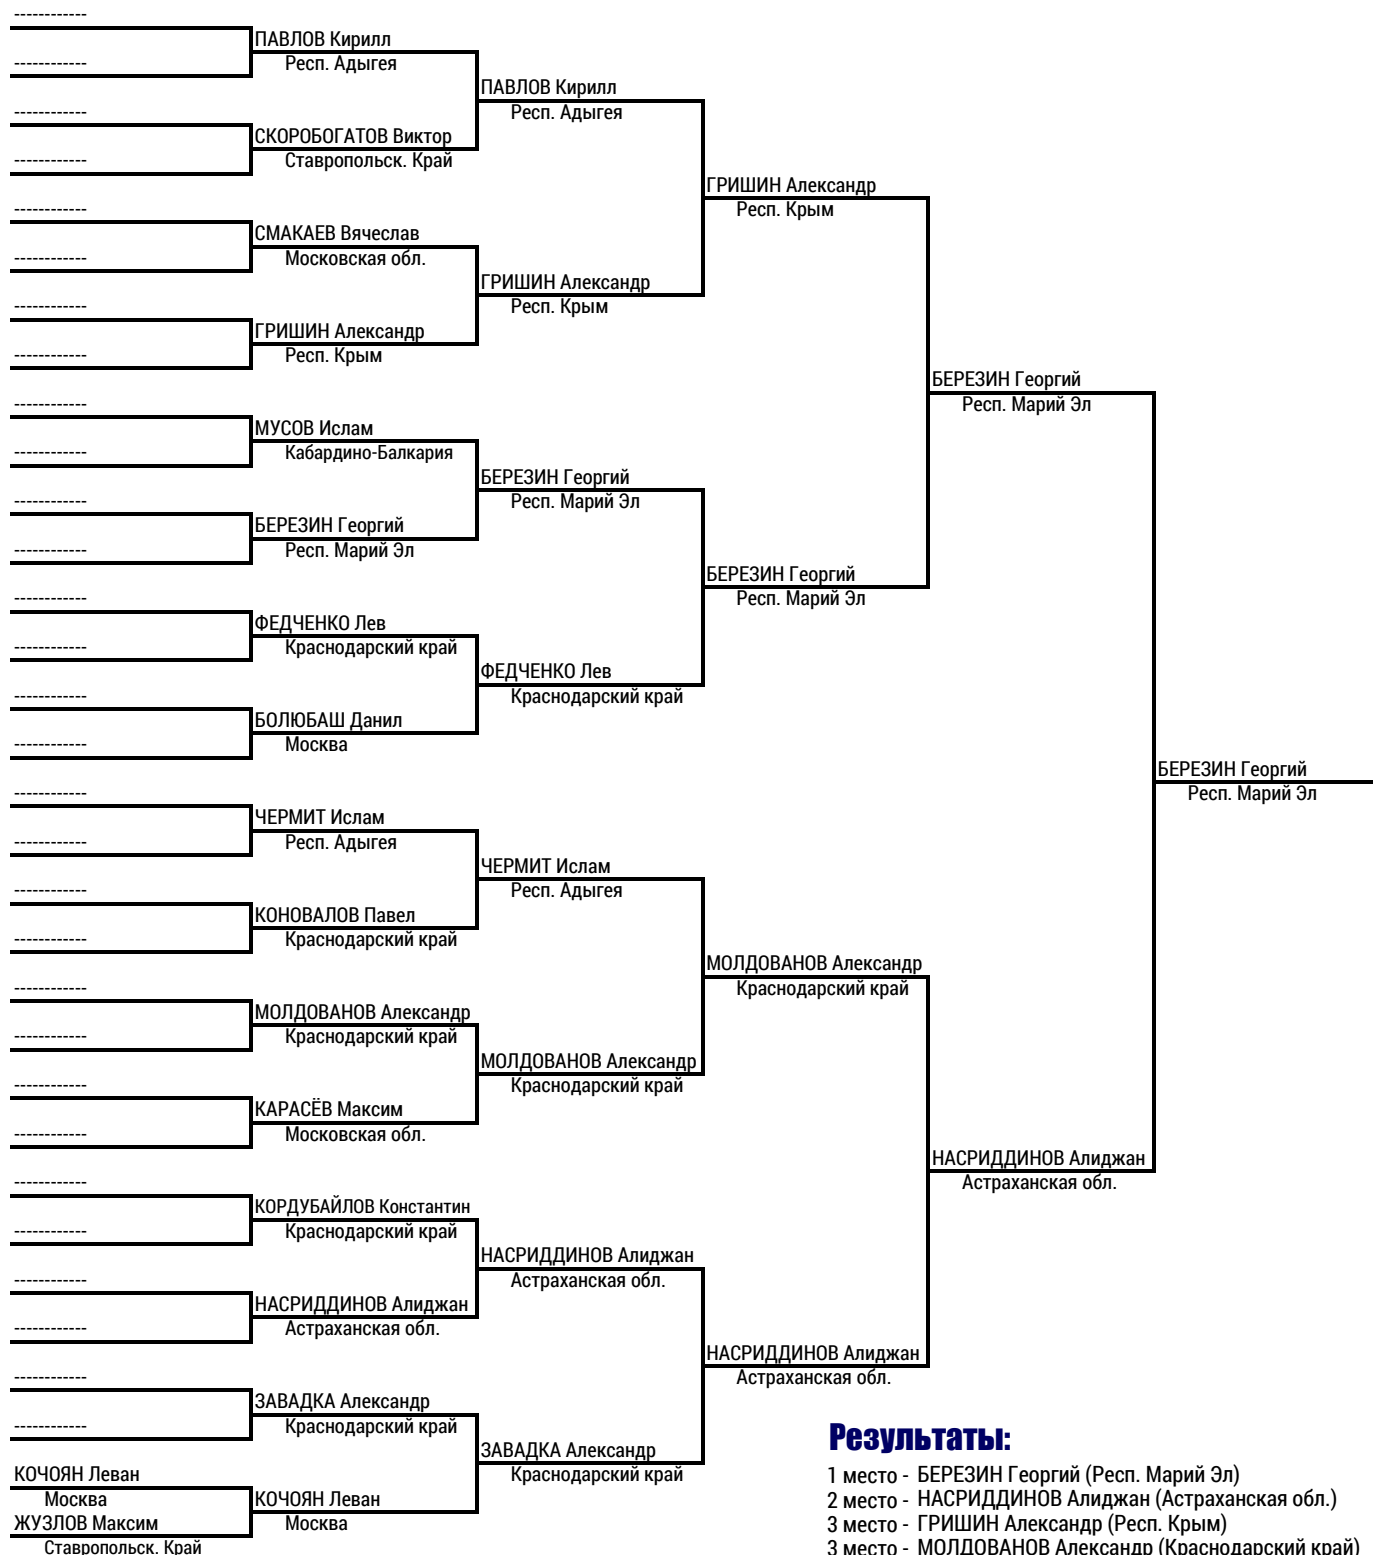 ------------
ПАВЛОВ Кирилл
------------
Респ. Адыгея
ПАВЛОВ Кирилл
------------
Респ. Адыгея
СКОРОБОГАТОВ Виктор
------------
Ставропольск. Край
ГРИШИН Александр
------------
Респ. Крым
СМАКАЕВ Вячеслав
------------
Московская обл.
ГРИШИН Александр
------------
Респ. Крым
ГРИШИН Александр
------------
Респ. Крым
БЕРЕЗИН Георгий
------------
Респ. Марий Эл
МУСОВ Ислам
------------
Кабардино-Балкария
БЕРЕЗИН Георгий
------------
Респ. Марий Эл
БЕРЕЗИН Георгий
------------
Респ. Марий Эл
БЕРЕЗИН Георгий
------------
Респ. Марий Эл
ФЕДЧЕНКО Лев
------------
Краснодарский край
ФЕДЧЕНКО Лев
------------
Краснодарский край
БОЛЮБАШ Данил
------------
Москва
БЕРЕЗИН Георгий
------------
Респ. Марий Эл
ЧЕРМИТ Ислам
------------
Респ. Адыгея
ЧЕРМИТ Ислам
------------
Респ. Адыгея
КОНОВАЛОВ Павел
------------
Краснодарский край
МОЛДОВАНОВ Александр
------------
Краснодарский край
МОЛДОВАНОВ Александр
------------
Краснодарский край
МОЛДОВАНОВ Александр
------------
Краснодарский край
КАРАСЁВ Максим
------------
Московская обл.
НАСРИДДИНОВ Алиджан
------------
Астраханская обл.
КОРДУБАЙЛОВ Константин
------------
Краснодарский край
НАСРИДДИНОВ Алиджан
------------
Астраханская обл.
НАСРИДДИНОВ Алиджан
------------
Астраханская обл.
НАСРИДДИНОВ Алиджан
------------
Астраханская обл.
ЗАВАДКА Александр
------------
Краснодарский край
ЗАВАДКА Александр
КОЧОЯН Леван
Краснодарский край
Москва
КОЧОЯН Леван
ЖУЗЛОВ Максим
Москва
Ставропольск. Край
Результаты:
1 место - БЕРЕЗИН Георгий (Респ. Марий Эл)
2 место - НАСРИДДИНОВ Алиджан (Астраханская обл.)
3 место - ГРИШИН Александр (Респ. Крым)
3 место - МОЛДОВАНОВ Александр (Краснодарский край)